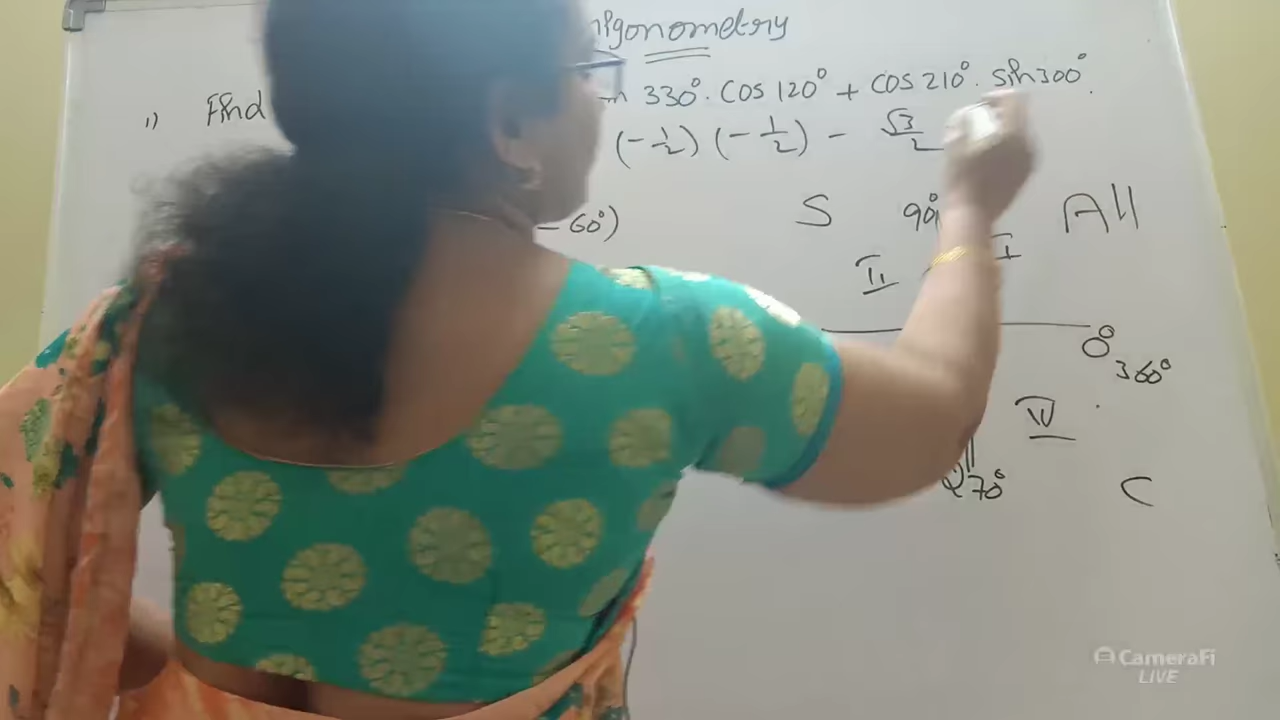 nigonometry
1) Find
330°. COS 120° + COS 210°. Sin 300°.
(-1/2) (-1/2) - √3/2
- 60°)
S 90° All
II I
0°
360°
IV
270° C
CameraFi
LIVE